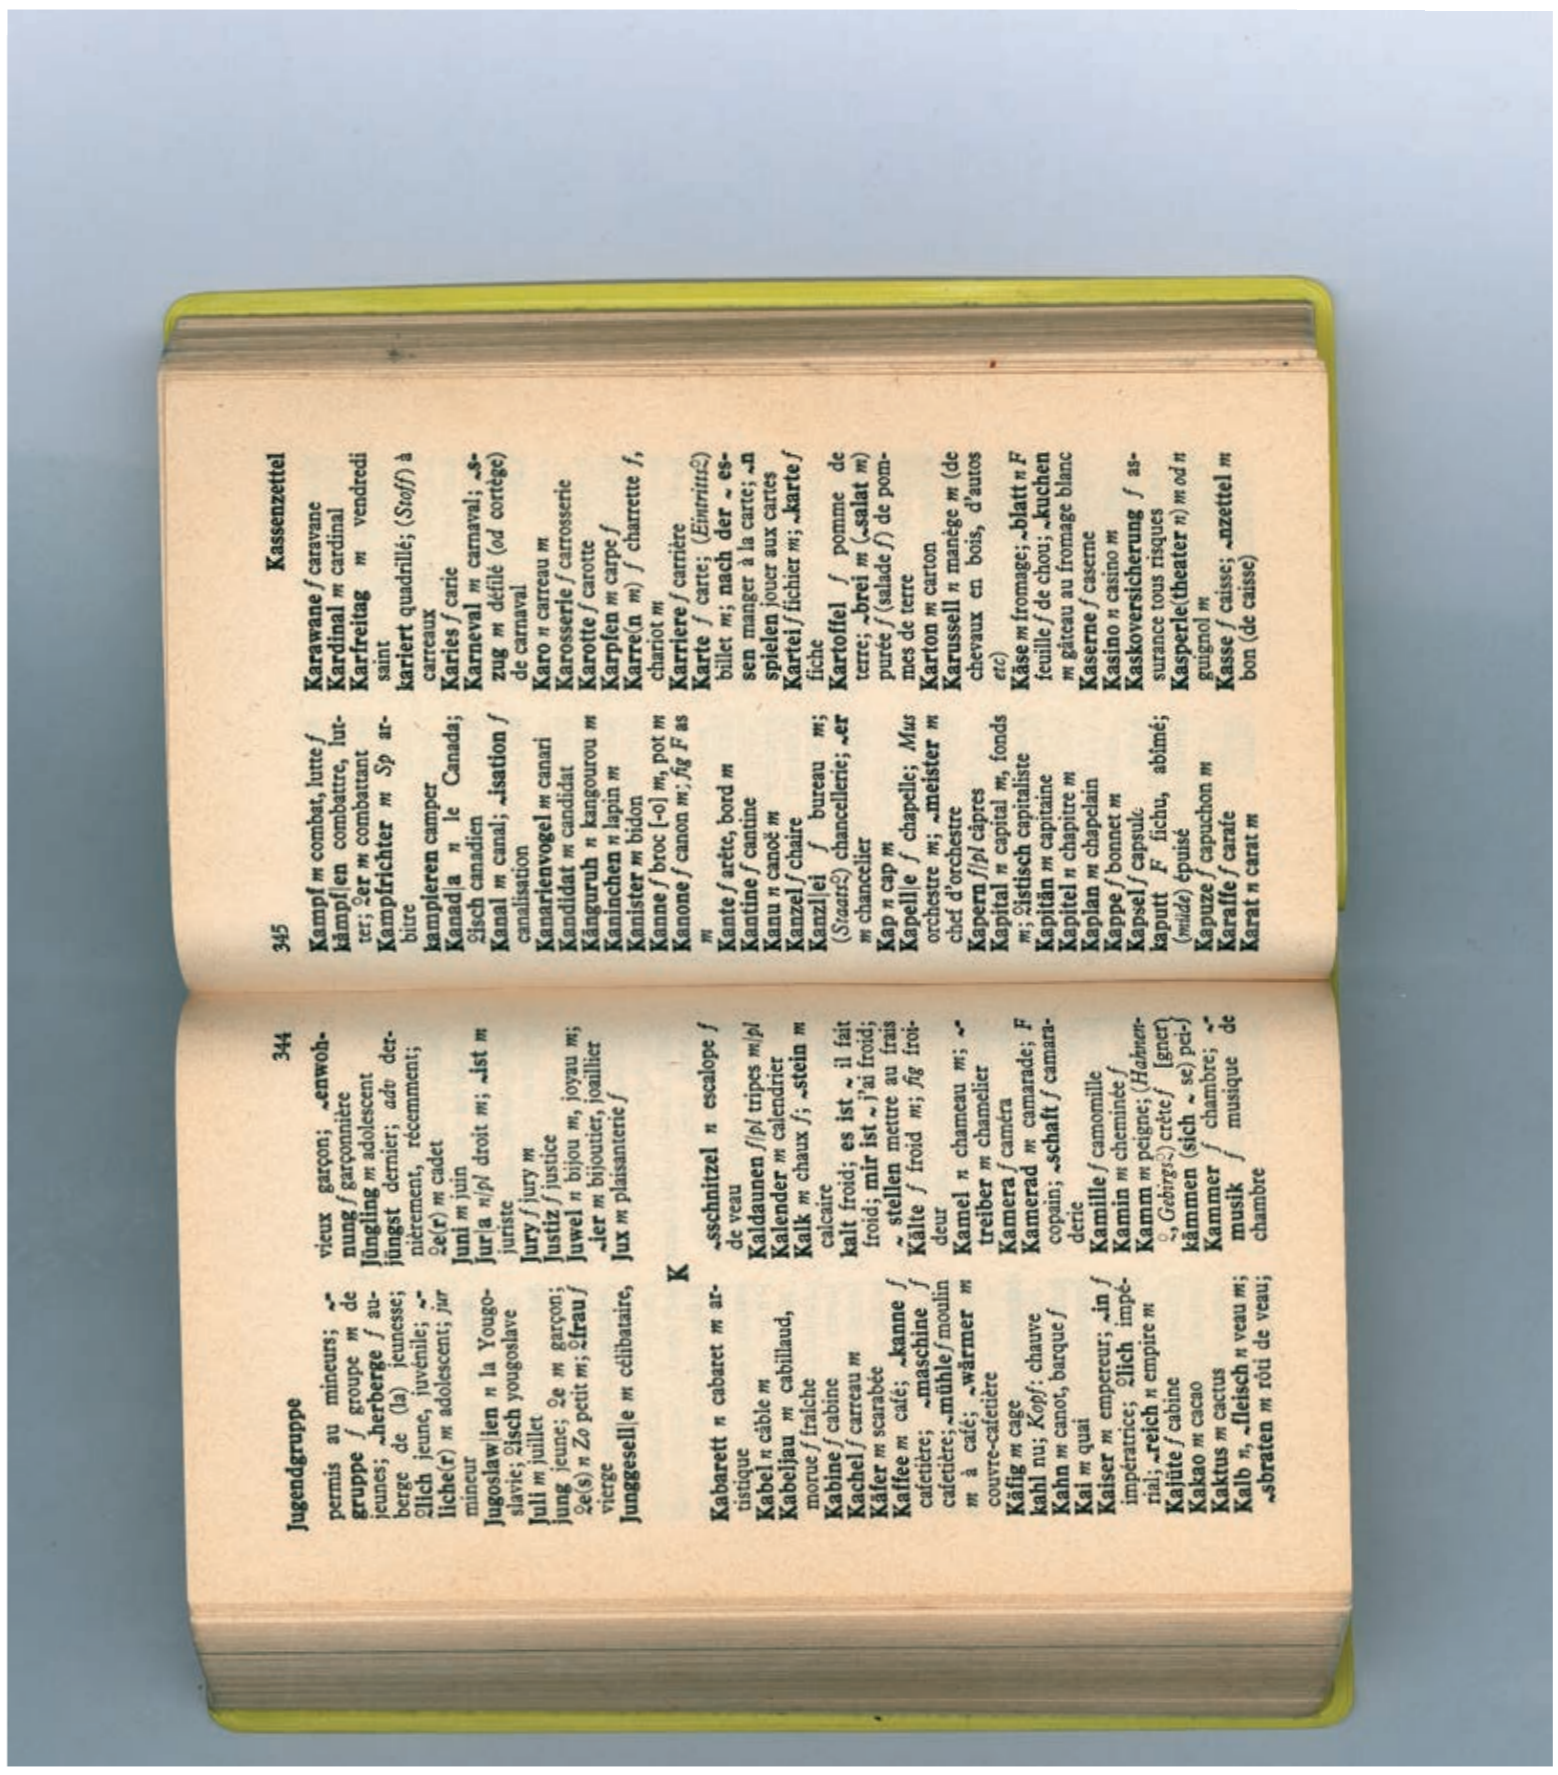 Jugendgruppe
344
pernis au mineurs; ~-
gruppe f groupe m de
jeunes; ~herberge f au-
berge de (la) jeunesse;
2lich jeune, juvénile; ~-
liche(r) m adolescent; jur
mineur
Jugoslaw|ien n la Yougo-
slavie; 2isch yougoslave
Juli m juillet
jung jeune; 2e m garçon;
2e(s) n Zo petit m; 2frau f
vierge
Junggesell|e m célibataire,
vieux garçon; ~enwoh-
nung f garçonnière
Jüngling m adolescent
jüngst dernier; adv der-
nièrement, récemment;
2e(r) m cadet
Juni m juin
Jur|a n/pl droit m; ~ist m
juriste
Jury f jury m
Justiz f justice
Juwel n bijou m, joyau m;
~ier m bijoutier, joaillier
Jux m plaisanterie f
K
Kabarett n cabaret m ar-
tistique
Kabel n câble m
Kabeljau m cabillaud,
morue f fraîche
Kabine f cabine
Kachel f carreau m
Käfer m scarabée
Kaffee m café; ~kanne f
cafetière; ~maschine f
cafetière; ~mühle f moulin
m à café; ~wärmer m
couvre-cafetière
Käfig m cage
kahl nu; Kopf: chauve
Kahn m canot, barque f
Kai m quai
Kaiser m empereur; ~in f
impératrice; 2lich impé-
rial; ~reich n empire m
Kajüte f cabine
Kakao m cacao
Kaktus m cactus
Kalb n, ~fleisch n veau m;
~sbraten m rôti de veau;
~sschnitzel n escalope f
de veau
Kaldaunen f/pl tripes m/pl
Kalender m calendrier
Kalk m chaux f; ~stein m
calcaire
kalt froid; es ist ~ il fait
froid; mir ist ~ j'ai froid;
~ stellen mettre au frais
Kälte f froid m; fig froi-
deur
Kamel n chameau m; ~-
treiber m chamelier
Kamera f caméra
Kamerad m camarade; F
copain; ~schaft f camara-
derie
Kamille f camomille
Kamin m cheminée f
Kamm m peigne; (Hahnen-
2, Gebirgs2) crête f [gner}
kämmen (sich ~ se) pei-}
Kammer f chambre; ~-
musik f musique de
chambre
345
Kassenzettel
Kampf m combat, lutte f
kämpf|en combattre, lut-
ter; 2er m combattant
Kampfrichter m Sp ar-
bitre
kampieren camper
Kanad|a n le Canada;
2isch canadien
Kanal m canal; ~isation f
canalisation
Kanarienvogel m canari
Kandidat m candidat
Känguruh n kangourou m
Kaninchen n lapin m
Kanister m bidon
Kanne f broc [-o] m, pot m
Kanone f canon m; fig F as
m
Kante f arête, bord m
Kantine f cantine
Kanu n canoë m
Kanzel f chaire
Kanzl|ei f bureau m;
(Staats2) chancellerie; ~er
m chancelier
Kap n cap m
Kapell|e f chapelle; Mus
orchestre m; ~meister m
chef d'orchestre
Kapern f/pl câpres
Kapital n capital m, fonds
m; 2istisch capitaliste
Kapitän m capitaine
Kapitel n chapitre m
Kaplan m chapelain
Kappe f bonnet m
Kapsel f capsule
kaputt F fichu, abîmé;
(müde) épuisé
Kapuze f capuchon m
Karaffe f carafe
Karat n carat m
Karawane f caravane
Kardinal m cardinal
Karfreitag m vendredi
saint
kariert quadrillé; (Stoff) à
carreaux
Karies f carie
Karneval m carnaval; ~s-
zug m défilé (od cortège)
de carnaval
Karo n carreau m
Karosserie f carrosserie
Karotte f carotte
Karpfen m carpe f
Karre(n m) f charrette f,
chariot m
Karriere f carrière
Karte f carte; (Eintritts2)
billet m; nach der ~ es-
sen manger à la carte; ~n
spielen jouer aux cartes
Kartei f fichier m; ~karte f
fiche
Kartoffel f pomme de
terre; ~brei m (~salat m)
purée f (salade f) de pom-
mes de terre
Karton m carton
Karussell n manège m (de
chevaux en bois, d'autos
etc)
Käse m fromage; ~blatt n F
feuille f de chou; ~kuchen
m gâteau au fromage blanc
Kaserne f caserne
Kasino n casino m
Kaskoversicherung f as-
surance tous risques
Kasperle(theater n) m od n
guignol m
Kasse f caisse; ~nzettel m
bon (de caisse)